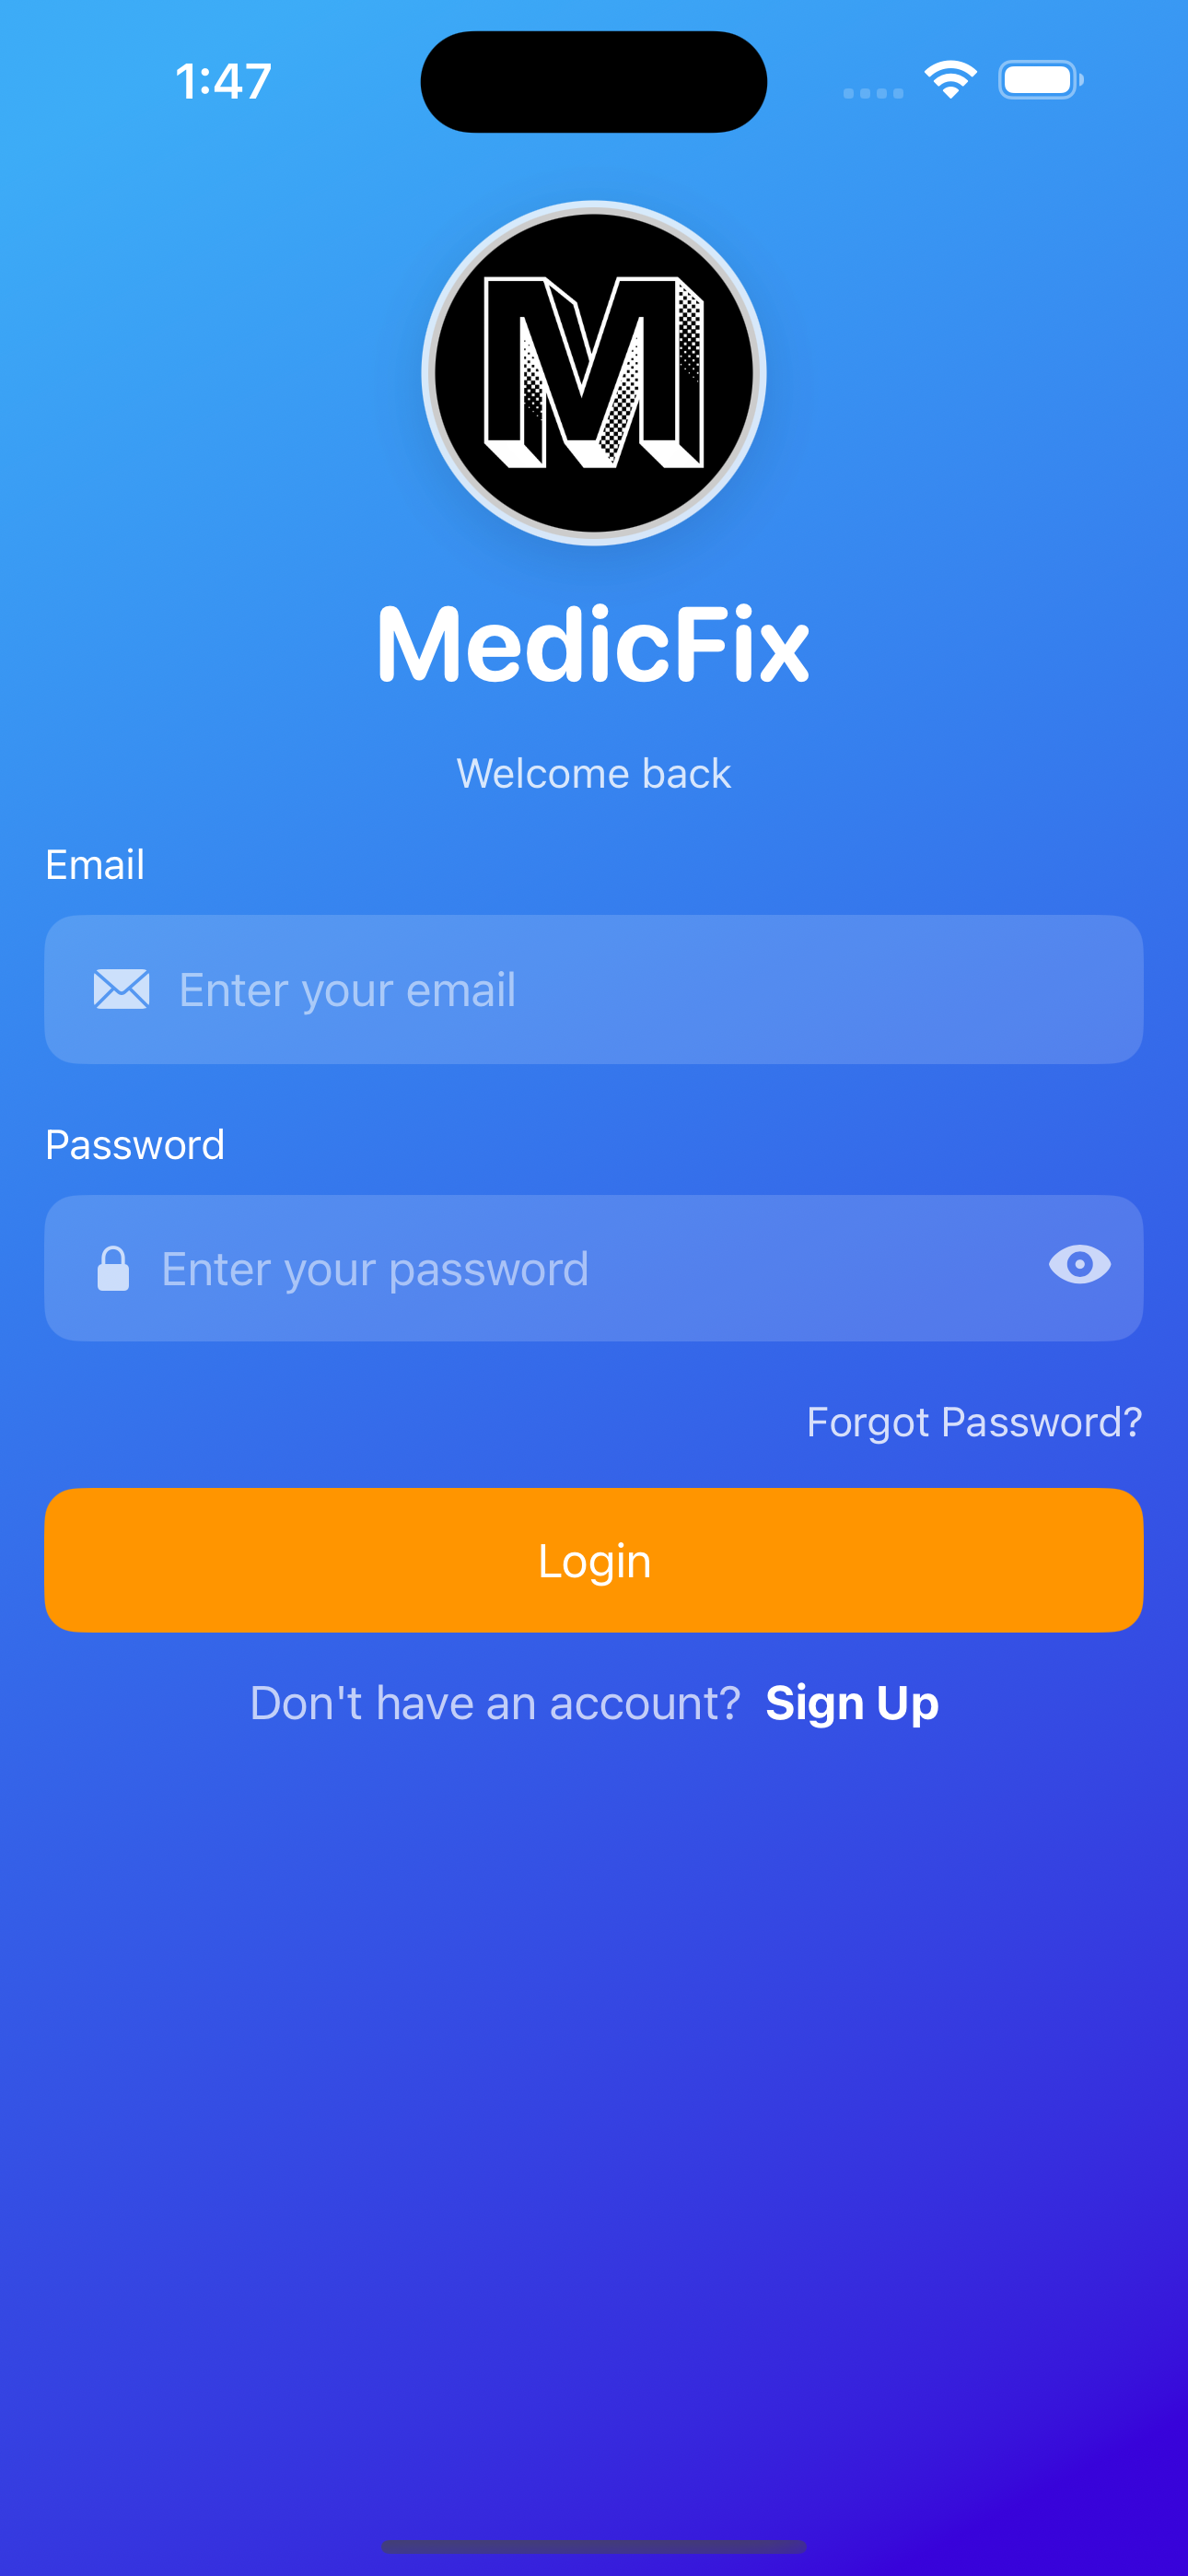 1:47
M
MedicFix
Welcome back
Email
Enter your email
Password
Enter your password
Forgot Password?
Login
Don't have an account? Sign Up